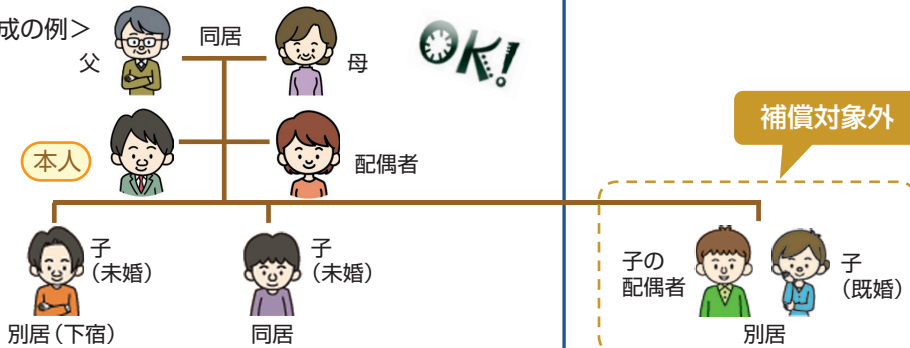 成の例＞
父
同居
母
OK!
補償対象外
本人
配偶者
子
（未婚）
別居（下宿）
子
（未婚）
同居
子の
配偶者
子
（既婚）
別居